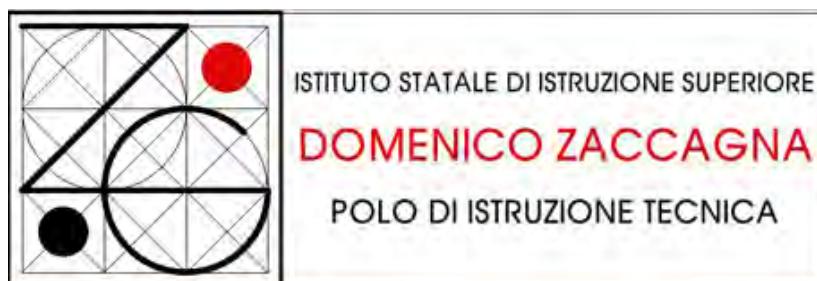 ISTITUTO STATALE DI ISTRUZIONE SUPERIORE
DOMENICO ZACCAGNA
POLO DI ISTRUZIONE TECNICA